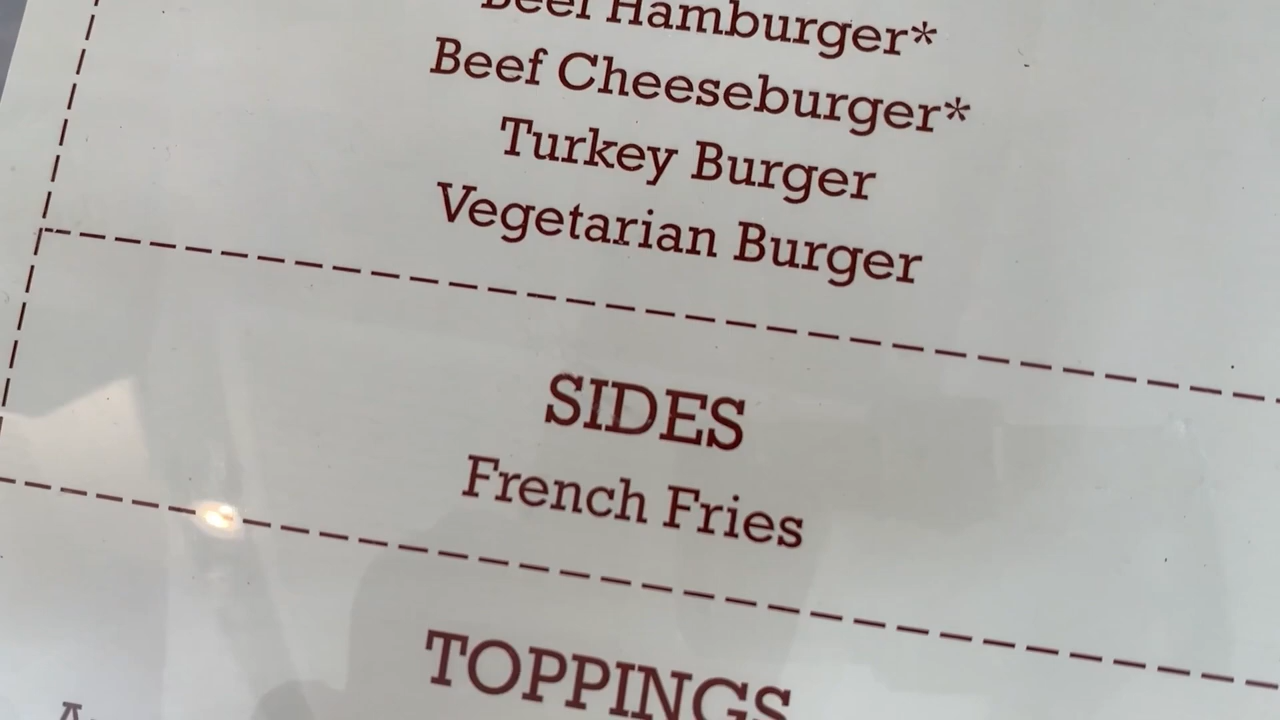 Beef Hamburger*
Beef Cheeseburger*
Turkey Burger
Vegetarian Burger
SIDES
French Fries
TOPPINGS